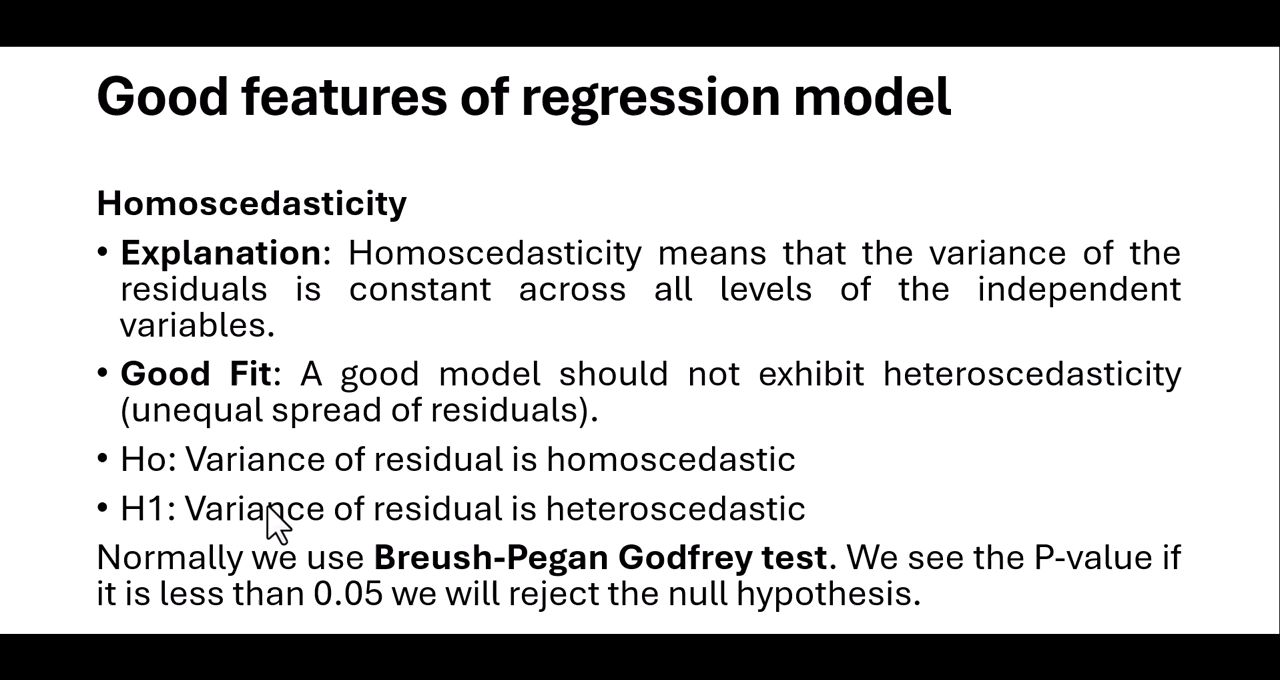 Good features of regression model
Homoscedasticity
• Explanation: Homoscedasticity means that the variance of the
residuals is constant across all levels of the independent
variables.
• Good Fit: A good model should not exhibit heteroscedasticity
(unequal spread of residuals).
• Ho: Variance of residual is homoscedastic
• H1: Variance of residual is heteroscedastic
Normally we use Breush-Pegan Godfrey test. We see the P-value if
it is less than 0.05 we will reject the null hypothesis.